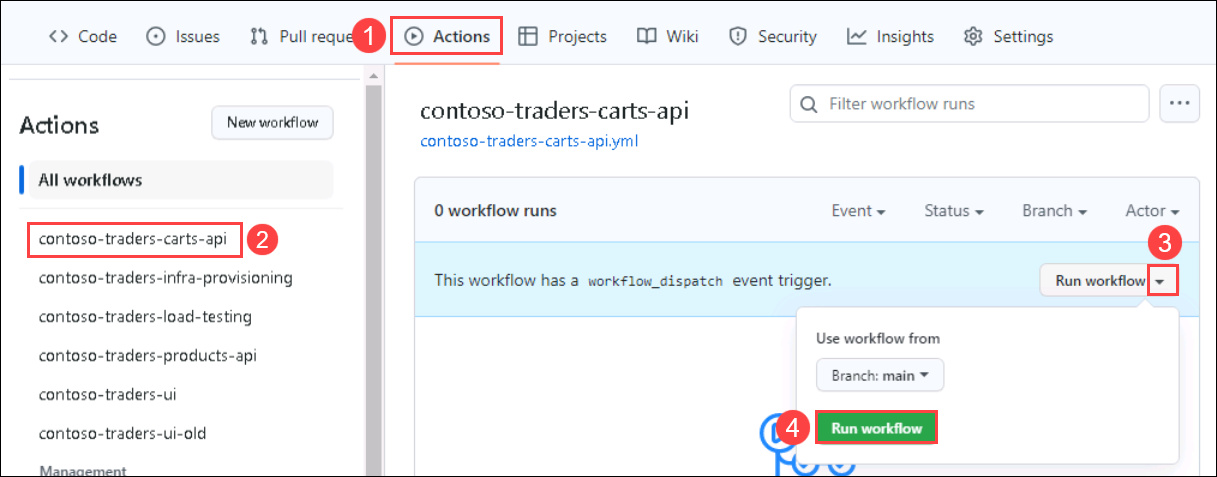 Code Issues Pull reque 1 Actions Projects Wiki Security Insights Settings
Actions New workflow
All workflows
contoso-traders-carts-api 2
contoso-traders-infra-provisioning
contoso-traders-load-testing
contoso-traders-products-api
contoso-traders-ui
contoso-traders-ui-old
Management
contoso-traders-carts-api
contoso-traders-carts-api.yml
Filter workflow runs
0 workflow runs Event Status Branch Actor
3
This workflow has a workflow_dispatch event trigger. Run workflow
Use workflow from
Branch: main
4 Run workflow